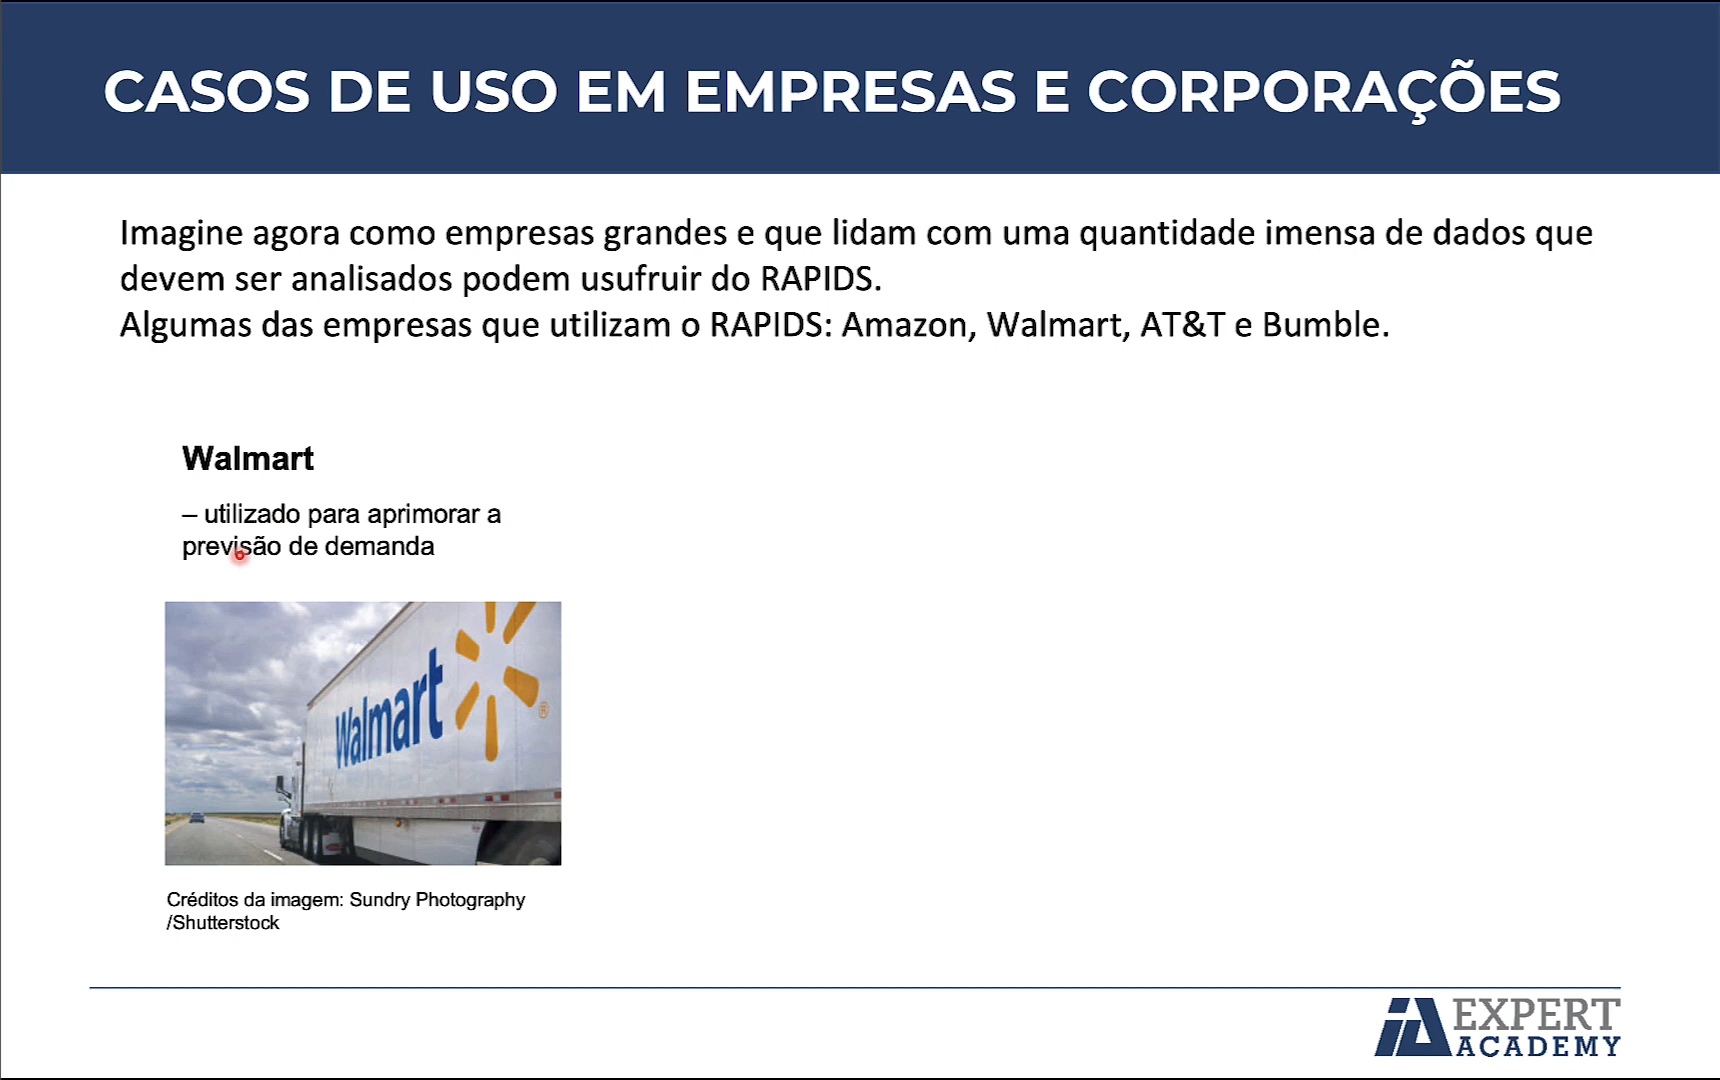 CASOS DE USO EM EMPRESAS E CORPORAÇÕES
Imagine agora como empresas grandes e que lidam com uma quantidade imensa de dados que
devem ser analisados podem usufruir do RAPIDS.
Algumas das empresas que utilizam o RAPIDS: Amazon, Walmart, AT&T e Bumble.
Walmart
– utilizado para aprimorar a
previsão de demanda
Walmart
®
Créditos da imagem: Sundry Photography
/Shutterstock
IA EXPERT
ACADEMY